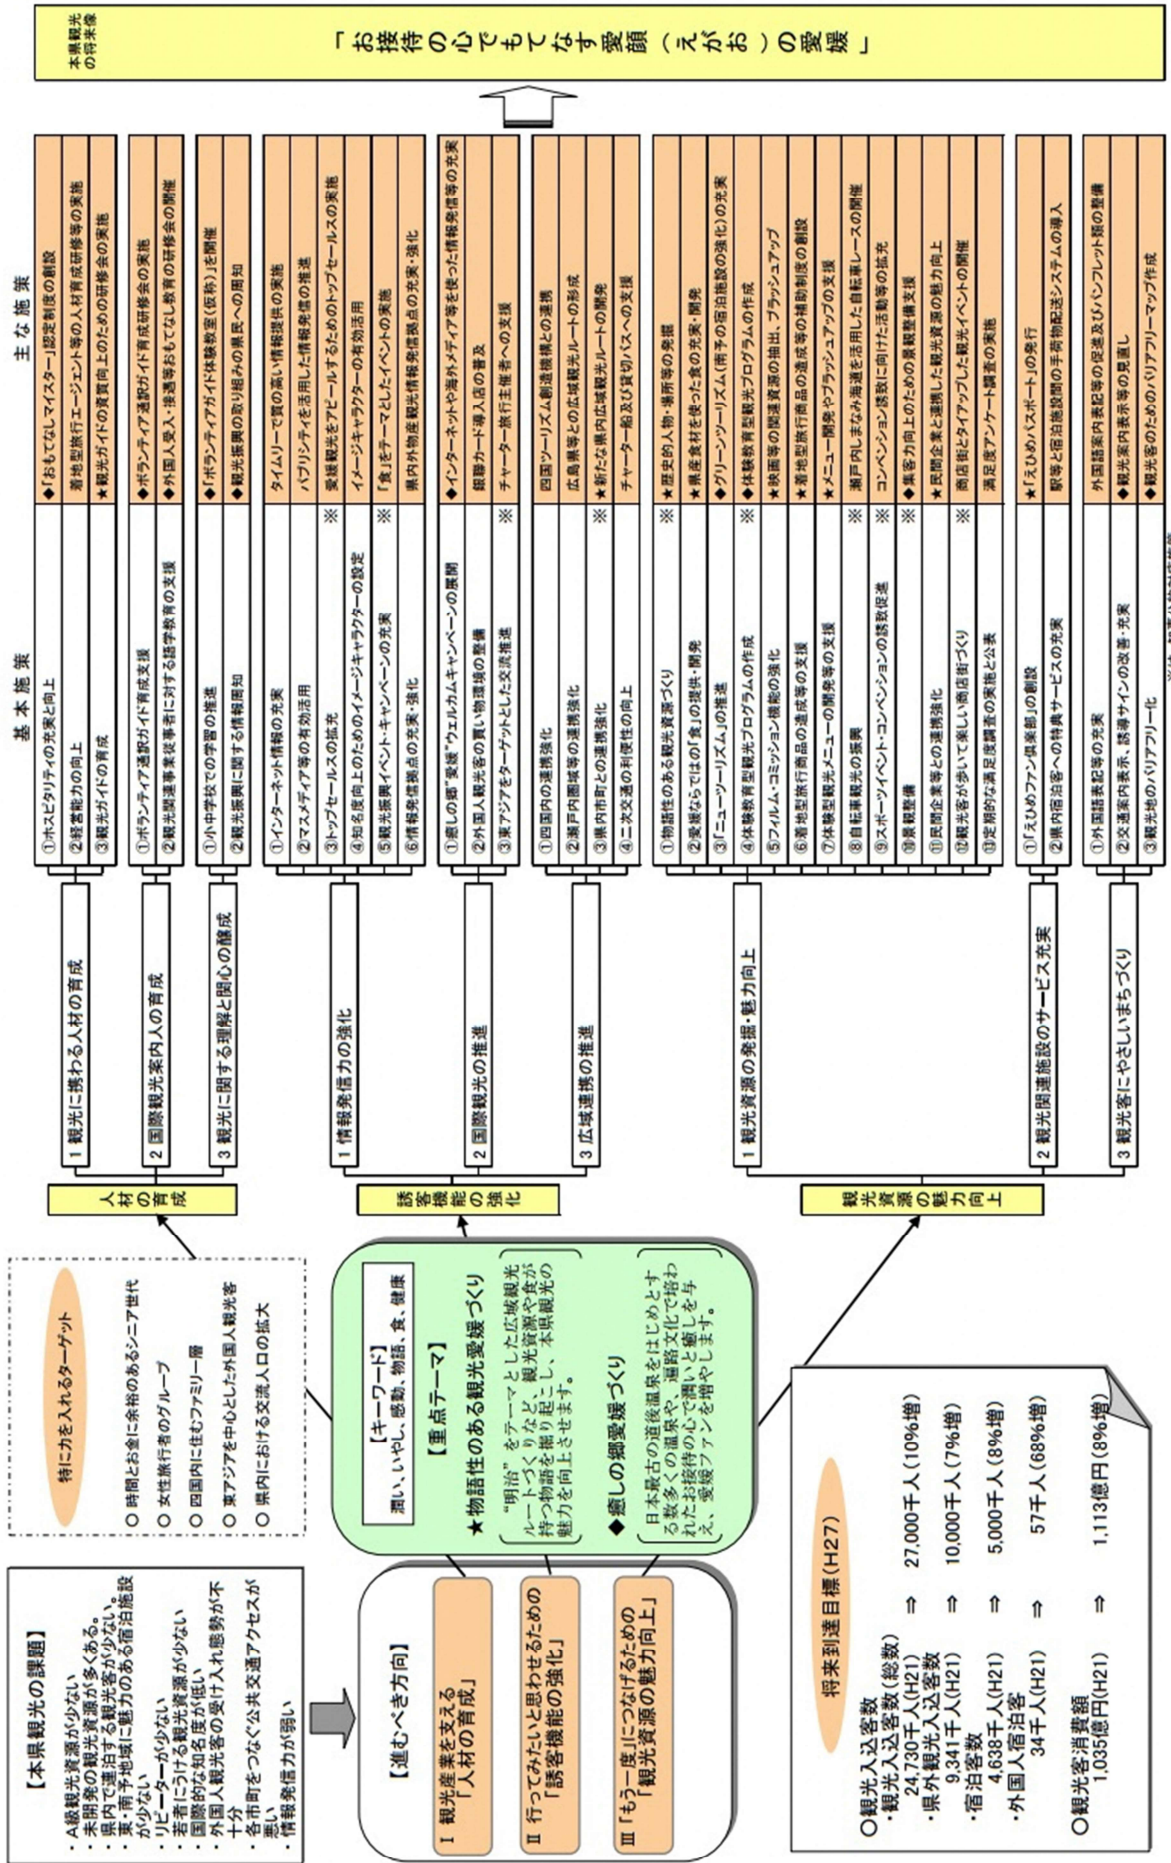 【本県観光の課題】
・A級観光資源が少ない
・未開発の観光資源が多くある。
・県内で連泊する観光客が少ない。
・東・南予地域に魅力のある宿泊施設
が少ない
・リピーターが少ない
・若者にうける観光資源が少ない
・国際的な知名度が低い
・外国人観光客の受け入れ態勢が不
十分
・各市町をつなぐ公共交通アクセスが
悪い
・情報発信力が弱い
特に力を入れるターゲット
○ 時間とお金に余裕のあるシニア世代
○ 女性旅行者のグループ
○ 四国内に住むファミリー層
○ 東アジアを中心とした外国人観光客
○ 県内における交流人口の拡大
【進むべき方向】
Ⅰ 観光産業を支える
「人材の育成」
Ⅱ 行ってみたいと思わせるための
「誘客機能の強化」
Ⅲ 「もう一度」につなげるための
「観光資源の魅力向上」
【キーワード】
潤い、いやし、感動、物語、食、健康
【重点テーマ】
★物語性のある観光愛媛づくり
“明治”をテーマとした広域観光
ルートづくりなど、観光資源や食が
持つ物語を掘り起こし、本県観光の
魅力を向上させます。
◆癒しの郷愛媛づくり
日本最古の道後温泉をはじめとす
る数多くの温泉や、遍路文化で培わ
れたお接待の心で潤いと癒しを与
え、愛媛ファンを増やします。
将来到達目標(H27)
○観光入込客数
・観光入込客数(総数)
24,730千人(H21) ⇒ 27,000千人(10%増)
・県外観光入込客数
9,341千人(H21) ⇒ 10,000千人(7%増)
・宿泊客数
4,638千人(H21) ⇒ 5,000千人(8%増)
・外国人宿泊客
34千人(H21) ⇒ 57千人(68%増)
○観光客消費額
1,035億円(H21) ⇒ 1,113億円(8%増)
基本施策
主な施策
人材の育成
1 観光に携わる人材の育成
①ホスピタリティの充実と向上
◆「おもてなしマイスター」認定制度の創設
②経営能力の向上
着地型旅行エージェント等の人材育成研修等の実施
③観光ガイドの育成
★観光ガイドの資質向上のための研修会の実施
2 国際観光案内人の育成
①ボランティア通訳ガイド育成支援
◆ボランティア通訳ガイド育成研修会の実施
②観光関連事業従事者に対する語学教育の支援
◆外国人受入・接遇等おもてなし教育の研修会の開催
3 観光に関する理解と関心の醸成
①小中学校での学習の推進
◆「ボランティアガイド体験教室(仮称)」を開催
②観光振興に関する情報周知
◆観光振興の取り組みの県民への周知
誘客機能の強化
1 情報発信力の強化
①インターネット情報の充実
タイムリーで質の高い情報提供の実施
②マスメディア等の有効活用
パブリシティを活用した情報発信の推進
③トップセールスの拡充 ※
愛媛観光をアピールするためのトップセールスの実施
④知名度向上のためのイメージキャラクターの設定
イメージキャラクターの有効活用
⑤観光振興イベント・キャンペーンの充実 ※
「食」をテーマとしたイベントの実施
⑥情報発信拠点の充実・強化
県内外物産観光情報発信拠点の充実・強化
2 国際観光の推進
①癒しの郷“愛媛”ウェルカムキャンペーンの展開
◆インターネットや海外メディア等を使った情報発信等の充実
②外国人観光客の買い物環境の整備
銀聯カード導入店の普及
③東アジアをターゲットとした交流推進 ※
チャーター旅行主催者への支援
3 広域連携の推進
①四国内の連携強化
四国ツーリズム創造機構との連携
②瀬戸内圏域等の連携強化
広島県等との広域観光ルートの形成
③県内市町との連携強化 ※
★新たな県内広域観光ルートの開発
④二次交通の利便性の向上
チャーター船及び貸切バスへの支援
観光資源の魅力向上
1 観光資源の発掘・魅力向上
①物語性のある観光資源づくり ※
★歴史的人物・場所等の発掘
②愛媛ならではの「食」の提供・開発
★県産食材を使った食の充実・開発
③「ニューツーリズム」の推進
◆グリーンツーリズム(南予の宿泊施設の強化)の充実
④体験教育型観光プログラムの作成 ※
◆体験教育型観光プログラムの作成
⑤フィルム・コミッション機能の強化
★映画等の関連資源の抽出、ブラッシュアップ
⑥着地型旅行商品の造成等の支援
★着地型旅行商品の造成等の補助制度の創設
⑦体験型観光メニューの開発等の支援
★メニュー開発やブラッシュアップの支援
⑧自転車観光の振興 ※
瀬戸内しまなみ海道を活用した自転車レースの開催
⑨スポーツイベント・コンベンションの誘致促進 ※
コンベンション誘致に向けた活動等の拡充
⑩景観整備 ※
◆集客力向上のための景観整備支援
⑪民間企業等との連携強化
★民間企業と連携した観光資源の魅力向上
⑫観光客が歩いて楽しい商店街づくり ※
商店街とタイアップした観光イベントの開催
⑬定期的な満足度調査の実施と公表
満足度アンケート調査の実施
2 観光関連施設のサービス充実
①「えひめファン倶楽部」の創設
★「えひめパスポート」の発行
②県内宿泊客への特典サービスの充実
駅等と宿泊施設間の手荷物配送システムの導入
3 観光客にやさしいまちづくり
①外国語表記等の充実
外国語案内表記等の促進及びパンフレット類の整備
②交通案内表示、誘導サインの改善・充実
◆観光案内表示等の見直し
③観光地のバリアフリー化
◆観光客のためのバリアフリーマップ作成
本県観光
の将来像
「お接待の心でもてなす愛顔(えがお)の愛媛」